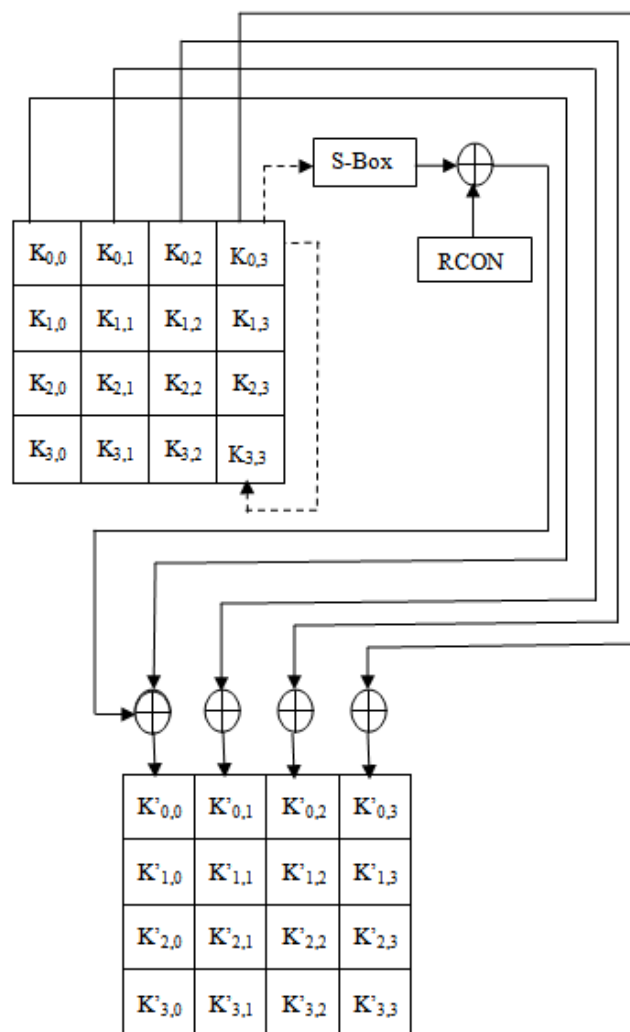 S-Box
RCON
K0,0 K0,1 K0,2 K0,3
K1,0 K1,1 K1,2 K1,3
K2,0 K2,1 K2,2 K2,3
K3,0 K3,1 K3,2 K3,3
K’0,0 K’0,1 K’0,2 K’0,3
K’1,0 K’1,1 K’1,2 K’1,3
K’2,0 K’2,1 K’2,2 K’2,3
K’3,0 K’3,1 K’3,2 K’3,3